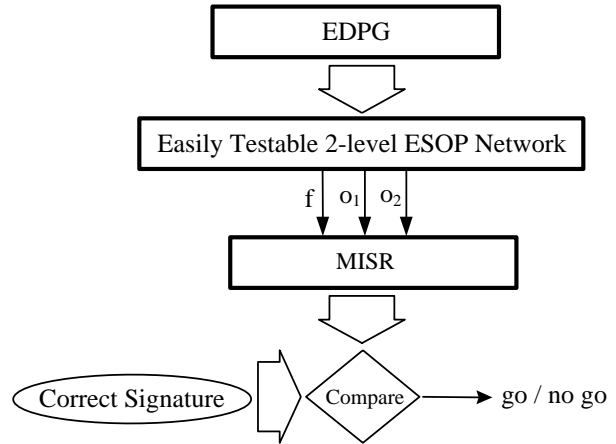 EDPG
Easily Testable 2-level ESOP Network
f o₁ o₂
MISR
Correct Signature
Compare
go / no go